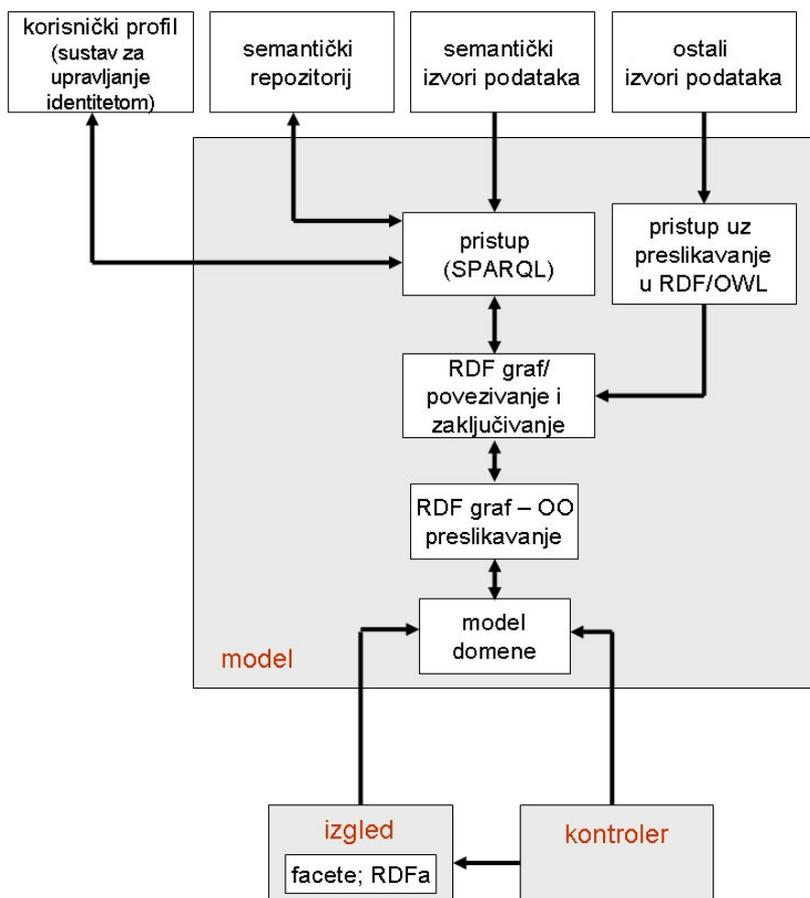 korisnički profil
(sustav za
upravljanje
identitetom)
semantički
repozitorij
semantički
izvori podataka
ostali
izvori podataka
pristup
(SPARQL)
pristup uz
preslikavanje
u RDF/OWL
RDF graf/
povezivanje i
zaključivanje
RDF graf – OO
preslikavanje
model
domene
model
izgled
facete; RDFa
kontroler